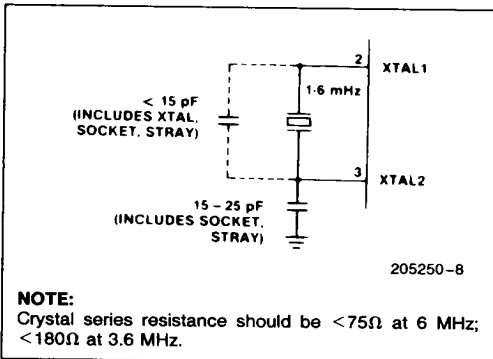 2
XTAL1
1-6 mHz
< 15 pF
(INCLUDES XTAL,
SOCKET, STRAY)
3
XTAL2
15 – 25 pF
(INCLUDES SOCKET,
STRAY)
205250-8
NOTE:
Crystal series resistance should be <75Ω at 6 MHz;
<180Ω at 3.6 MHz.